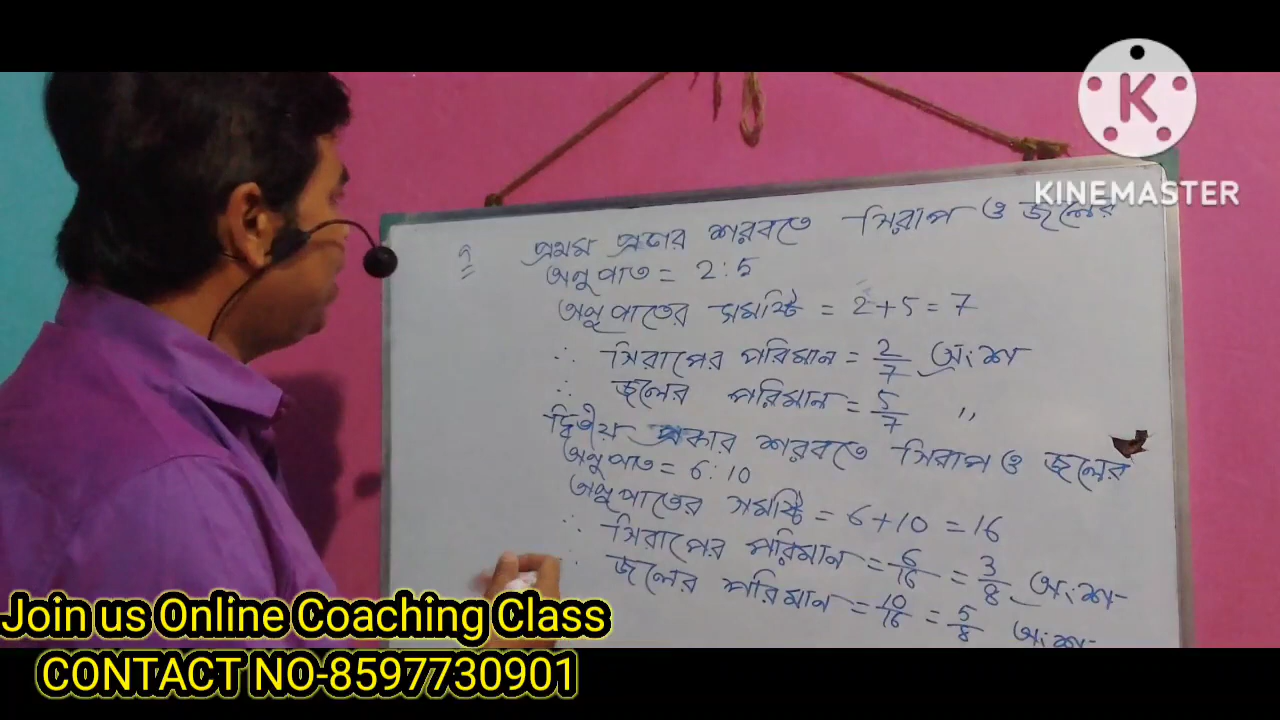 KINEMASTER
প্রথম প্রকার শরবতে সিরাপ ও জলের
অনুপাত = 2:5
অনুপাতের সমষ্টি = 2+5 = 7
∴ সিরাপের পরিমান = 2/7 অংশ
∴ জলের পরিমান = 5/7 ,,
দ্বিতীয় প্রকার শরবতে সিরাপ ও জলের
অনুপাত = 6:10
অনুপাতের সমষ্টি = 6+10 = 16
∴ সিরাপের পরিমান = 6/16 = 3/8 অংশ
∴ জলের পরিমান = 10/16 = 5/8 অংশ
Join us Online Coaching Class
CONTACT NO-8597730901